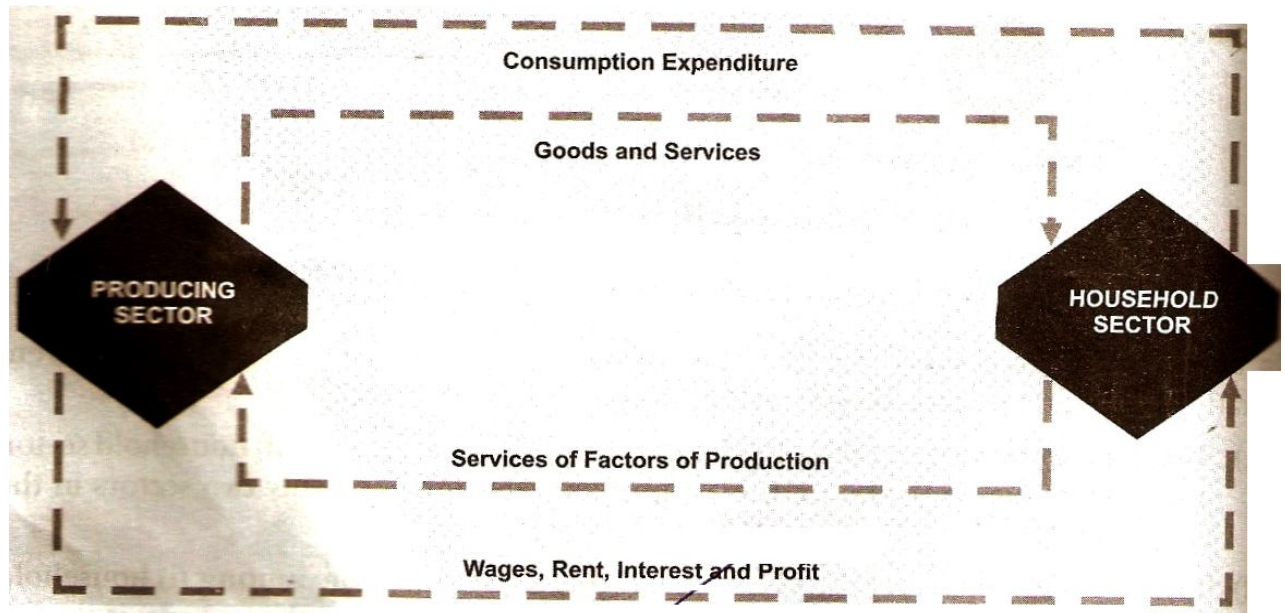 Consumption Expenditure
Goods and Services
PRODUCING
SECTOR
HOUSEHOLD
SECTOR
Services of Factors of Production
Wages, Rent, Interest and Profit